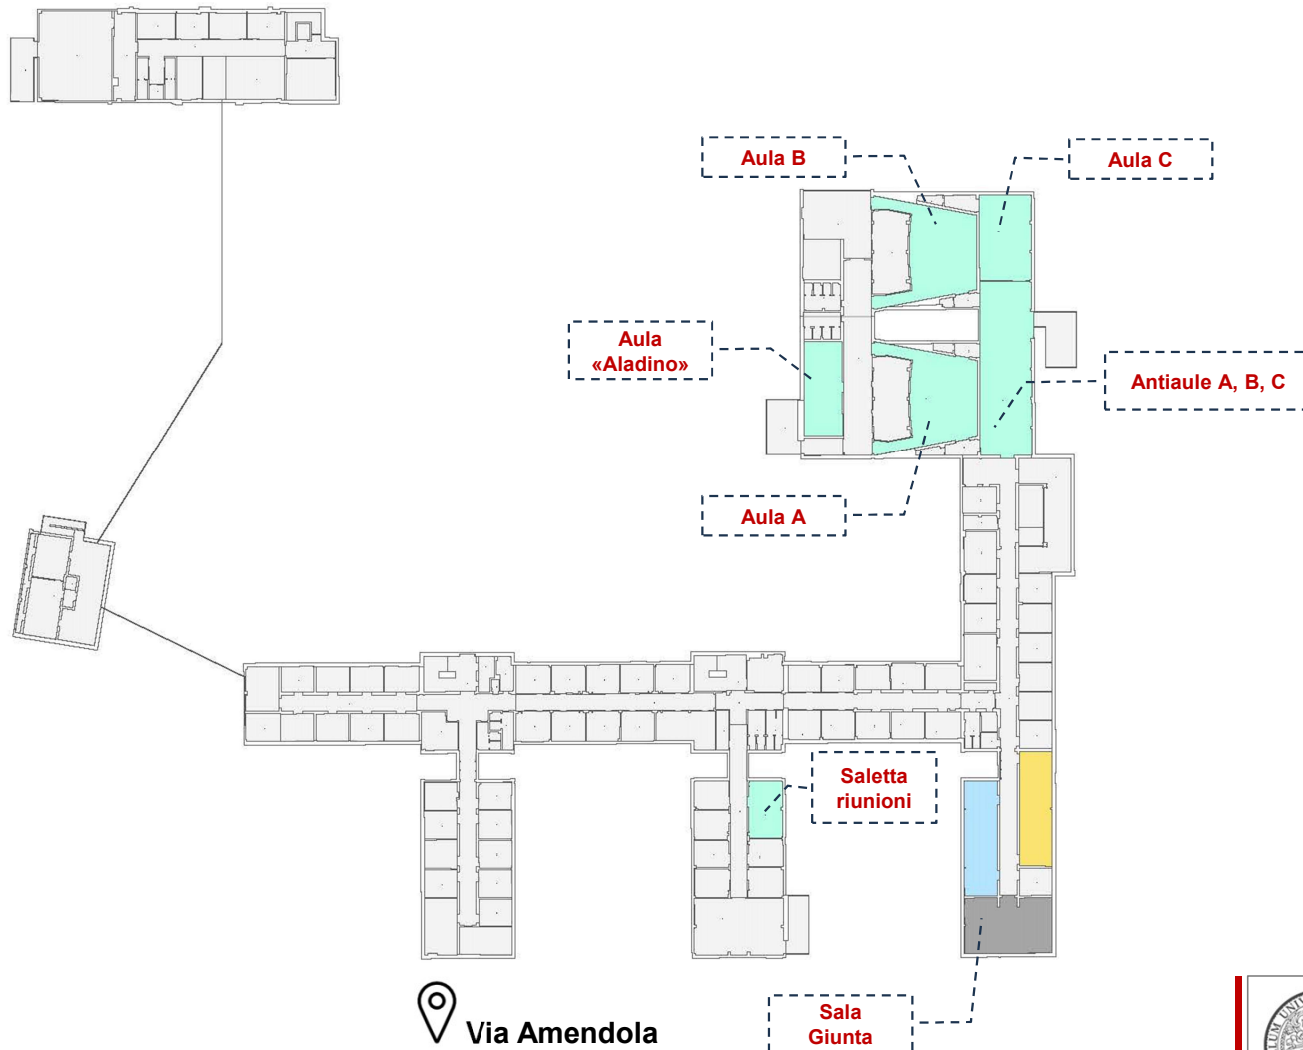 Aula B
Aula C
Aula
«Aladino»
Antiaule A, B, C
Aula A
Saletta
riunioni
Via Amendola
Sala
Giunta